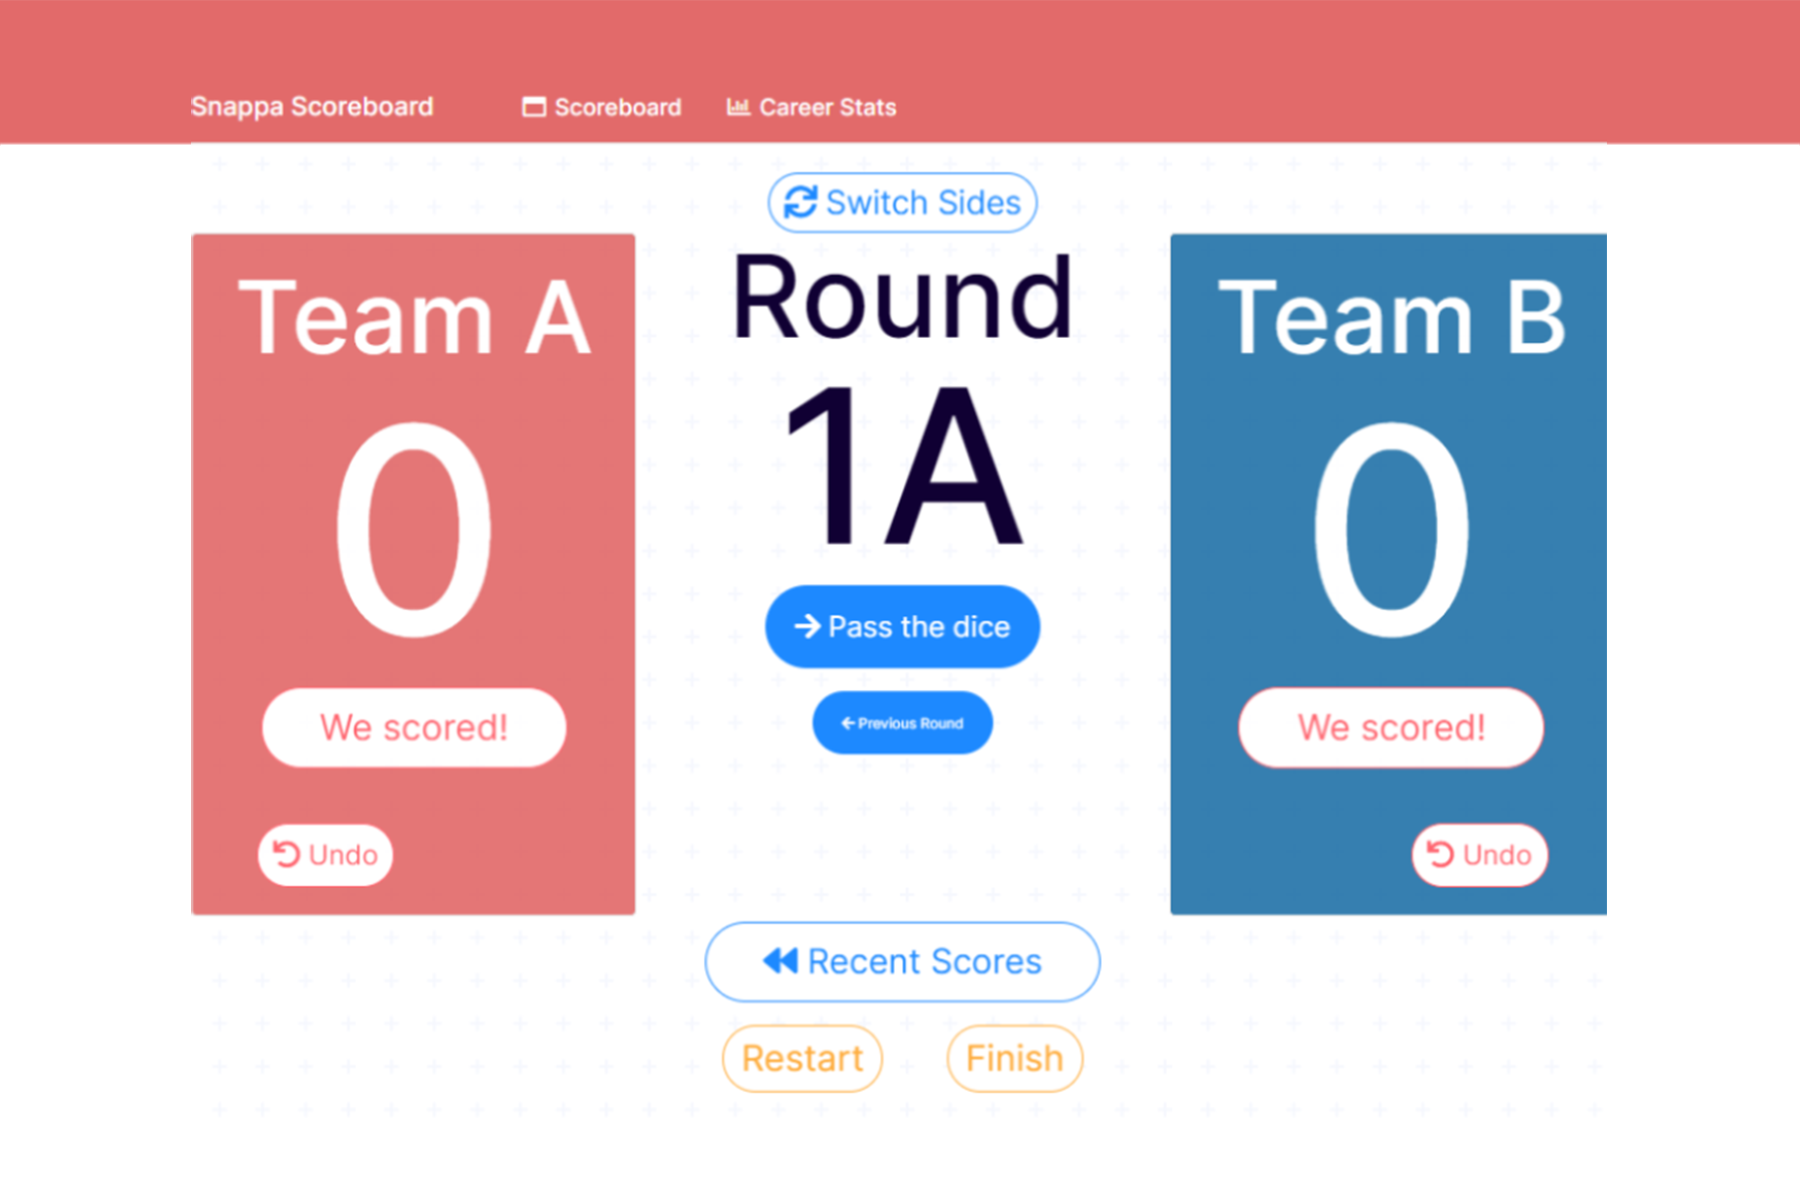 Snappa Scoreboard
Scoreboard
Career Stats
Switch Sides
Team A
0
We scored!
Undo
Round
1A
Pass the dice
Previous Round
Team B
0
We scored!
Undo
Recent Scores
Restart
Finish